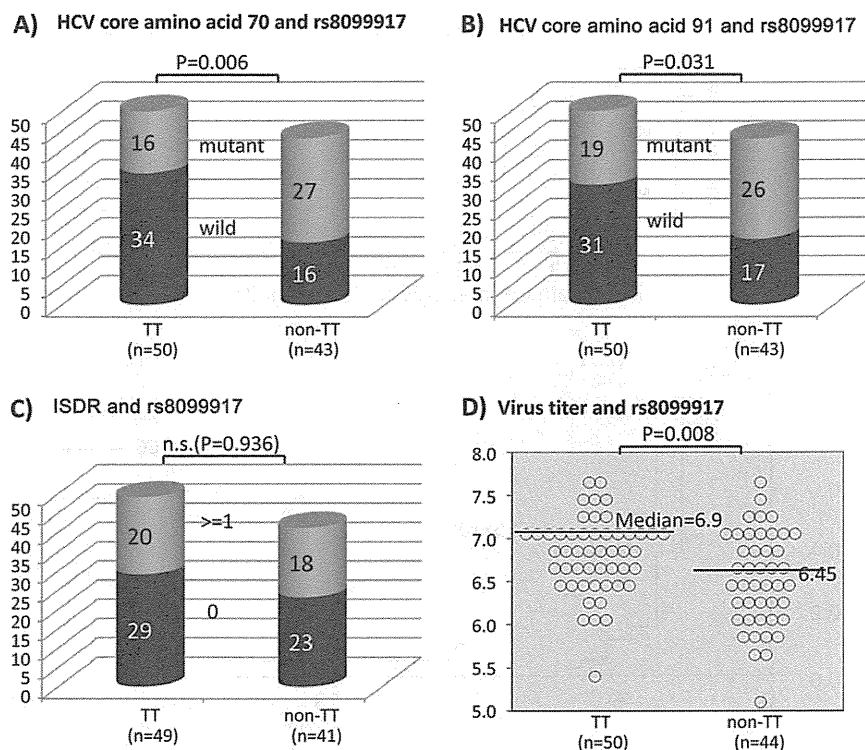 A) HCV core amino acid 70 and rs8099917
P=0.006
50
45
40
35
30
25
20
15
10
5
0
16
mutant
34
wild
27
16
TT
(n=50)
non-TT
(n=43)
B) HCV core amino acid 91 and rs8099917
P=0.031
50
45
40
35
30
25
20
15
10
5
0
19
mutant
31
wild
26
17
TT
(n=50)
non-TT
(n=43)
C) ISDR and rs8099917
n.s.(P=0.936)
50
45
40
35
30
25
20
15
10
5
0
20
>=1
29
0
18
23
TT
(n=49)
non-TT
(n=41)
D) Virus titer and rs8099917
P=0.008
8.0
7.5
7.0
6.5
6.0
5.5
5.0
Median=6.9
6.45
TT
(n=50)
non-TT
(n=44)